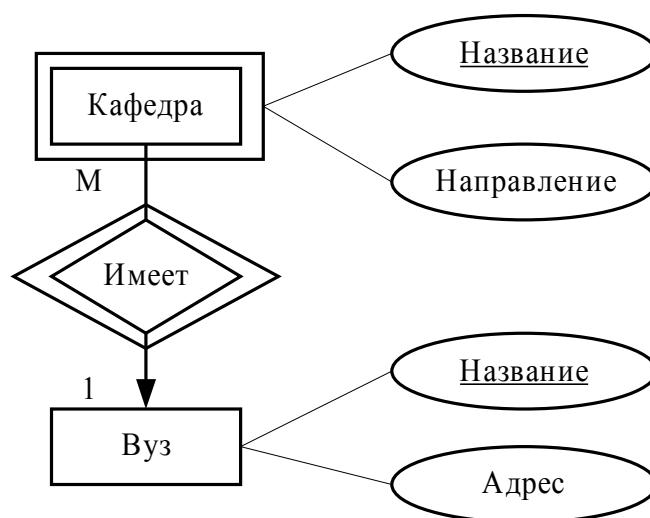 Название
Кафедра
М
Направление
Имеет
1
Название
Вуз
Адрес